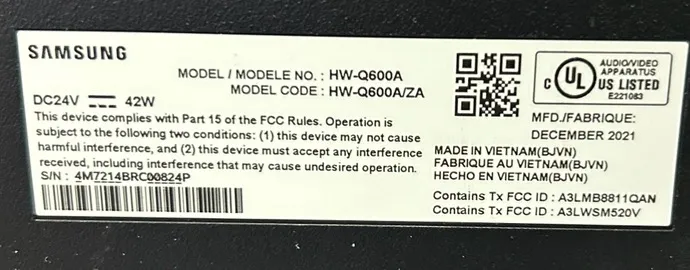 SAMSUNG
MODEL / MODELE NO. : HW-Q600A
MODEL CODE : HW-Q600A/ZA
DC24V 42W
This device complies with Part 15 of the FCC Rules. Operation is
subject to the following two conditions: (1) this device may not cause
harmful interference, and (2) this device must accept any interference
received, including interference that may cause undesired operation.
S/N : 4M7214BRC00824P
AUDIO/VIDEO
APPARATUS
C UL US LISTED
E221083
MFD./FABRIQUE:
DECEMBER 2021
MADE IN VIETNAM(BJVN)
FABRIQUE AU VIETNAM(BJVN)
HECHO EN VIETNAM(BJVN)
Contains Tx FCC ID : A3LMB8811QAN
Contains Tx FCC ID : A3LWSM520V